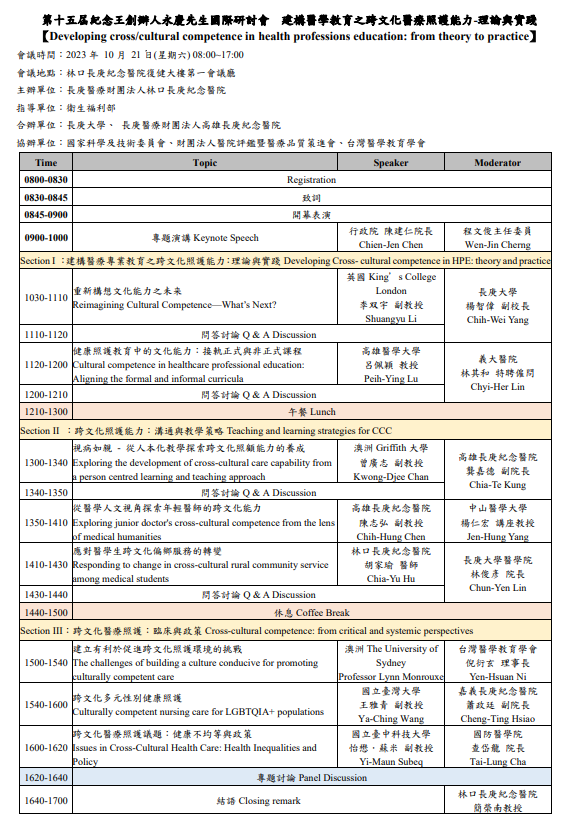 第十五屆紀念王創辦人永慶先生國際研討會 建構醫學教育之跨文化醫療照護能力-理論與實踐
【Developing cross/cultural competence in health professions education: from theory to practice】
會議時間：2023 年 10 月 21 日(星期六) 08:00~17:00
會議地點：林口長庚紀念醫院復健大樓第一會議廳
主辦單位：長庚醫療財團法人林口長庚紀念醫院
指導單位：衛生福利部
合辦單位：長庚大學、 長庚醫療財團法人高雄長庚紀念醫院
協辦單位：國家科學及技術委員會、財團法人醫院評鑑暨醫療品質策進會、台灣醫學教育學會
Time Topic Speaker Moderator
0800-0830 Registration
0830-0845 致詞
0845-0900 開幕表演
0900-1000 專題演講 Keynote Speech
行政院 陳建仁院長
Chien-Jen Chen
程文俊主任委員
Wen-Jin Cherng
Section I ：建構醫療專業教育之跨文化照護能力：理論與實踐 Developing Cross- cultural competence in HPE: theory and practice
1030-1110
重新構想文化能力之未來
Reimagining Cultural Competence—What's Next?
英國 King's College
London
李双宇 副教授
Shuangyu Li
長庚大學
楊智偉 副校長
Chih-Wei Yang
1110-1120 問答討論 Q & A Discussion
1120-1200
健康照護教育中的文化能力：接軌正式與非正式課程
Cultural competence in healthcare professional education:
Aligning the formal and informal curricula
高雄醫學大學
呂佩穎 教授
Peih-Ying Lu
義大醫院
林其和 特聘顧問
Chyi-Her Lin
1200-1210 問答討論 Q & A Discussion
1210-1300 午餐 Lunch
Section II ：跨文化照護能力：溝通與教學策略 Teaching and learning strategies for CCC
1300-1340
視病如親 - 從人本化教學探索跨文化照顧能力的養成
Exploring the development of cross-cultural care capability from
a person centred learning and teaching approach
澳洲 Griffith 大學
曾廣志 副教授
Kwong-Djee Chan
高雄長庚紀念醫院
龔嘉德 副院長
Chia-Te Kung
1340-1350 問答討論 Q & A Discussion
1350-1410
從醫學人文視角探索年輕醫師的跨文化能力
Exploring junior doctor's cross-cultural competence from the lens
of medical humanities
高雄長庚紀念醫院
陳志弘 副教授
Chih-Hung Chen
中山醫學大學
楊仁宏 講座教授
Jen-Hung Yang
1410-1430
應對醫學生跨文化偏鄉服務的轉變
Responding to change in cross-cultural rural community service
among medical students
林口長庚紀念醫院
胡家瑜 醫師
Chia-Yu Hu
長庚大學醫學院
林俊彥 院長
Chun-Yen Lin
1430-1440 問答討論 Q & A Discussion
1440-1500 休息 Coffee Break
Section III：跨文化醫療照護：臨床與政策 Cross-cultural competence: from critical and systemic perspectives
1500-1540
建立有利於促進跨文化照護環境的挑戰
The challenges of building a culture conducive for promoting
culturally competent care
澳洲 The University of
Sydney
Professor Lynn Monrouxe
台灣醫學教育學會
倪衍玄 理事長
Yen-Hsuan Ni
1540-1600
跨文化多元性別健康照護
Culturally competent nursing care for LGBTQIA+ populations
國立臺灣大學
王雅青 副教授
Ya-Ching Wang
嘉義長庚紀念醫院
蕭政廷 副院長
Cheng-Ting Hsiao
1600-1620
跨文化醫療照護議題：健康不均等與政策
Issues in Cross-Cultural Health Care: Health Inequalities and
Policy
國立臺中科技大學
怡懋．蘇米 副教授
Yi-Maun Subeq
國防醫學院
查岱龍 院長
Tai-Lung Cha
1620-1640 專題討論 Panel Discussion
1640-1700 結語 Closing remark
林口長庚紀念醫院
簡榮南教授